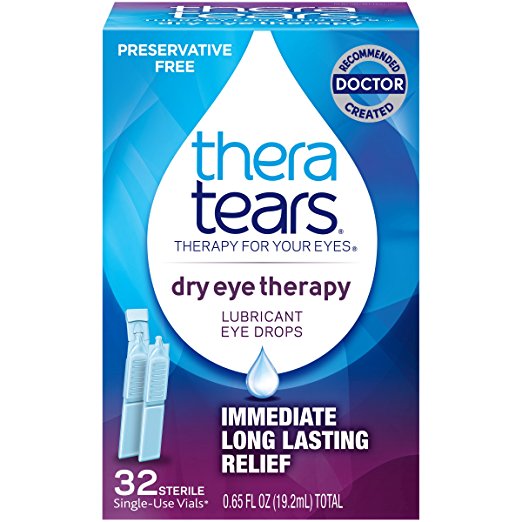 PRESERVATIVE
FREE
RECOMMENDED
DOCTOR
CREATED
thera
tears®
THERAPY FOR YOUR EYES®
dry eye therapy
LUBRICANT
EYE DROPS
IMMEDIATE
LONG LASTING
RELIEF
32 STERILE
Single-Use Vials*
0.65 FL OZ (19.2mL) TOTAL